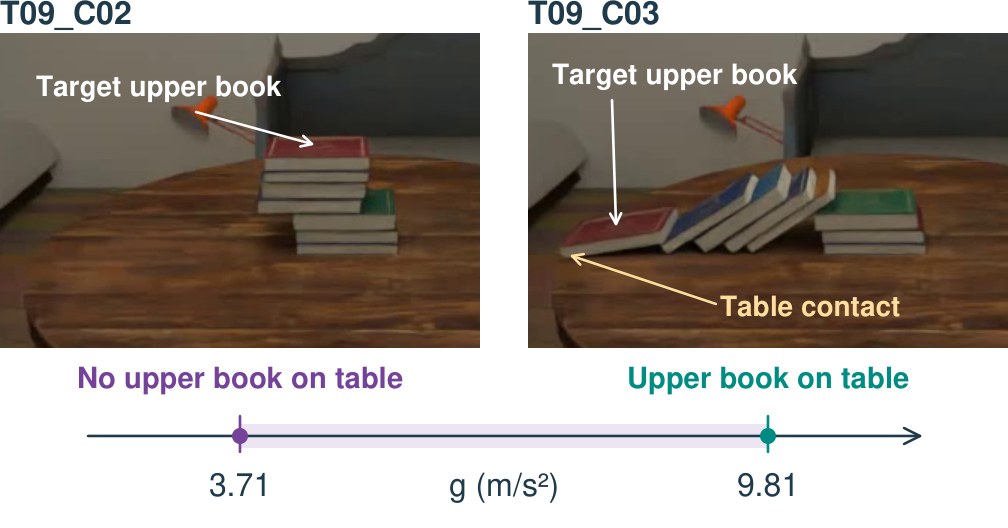 T09_C02
T09_C03
Target upper book
Target upper book
Table contact
No upper book on table
Upper book on table
3.71
g (m/s²)
9.81